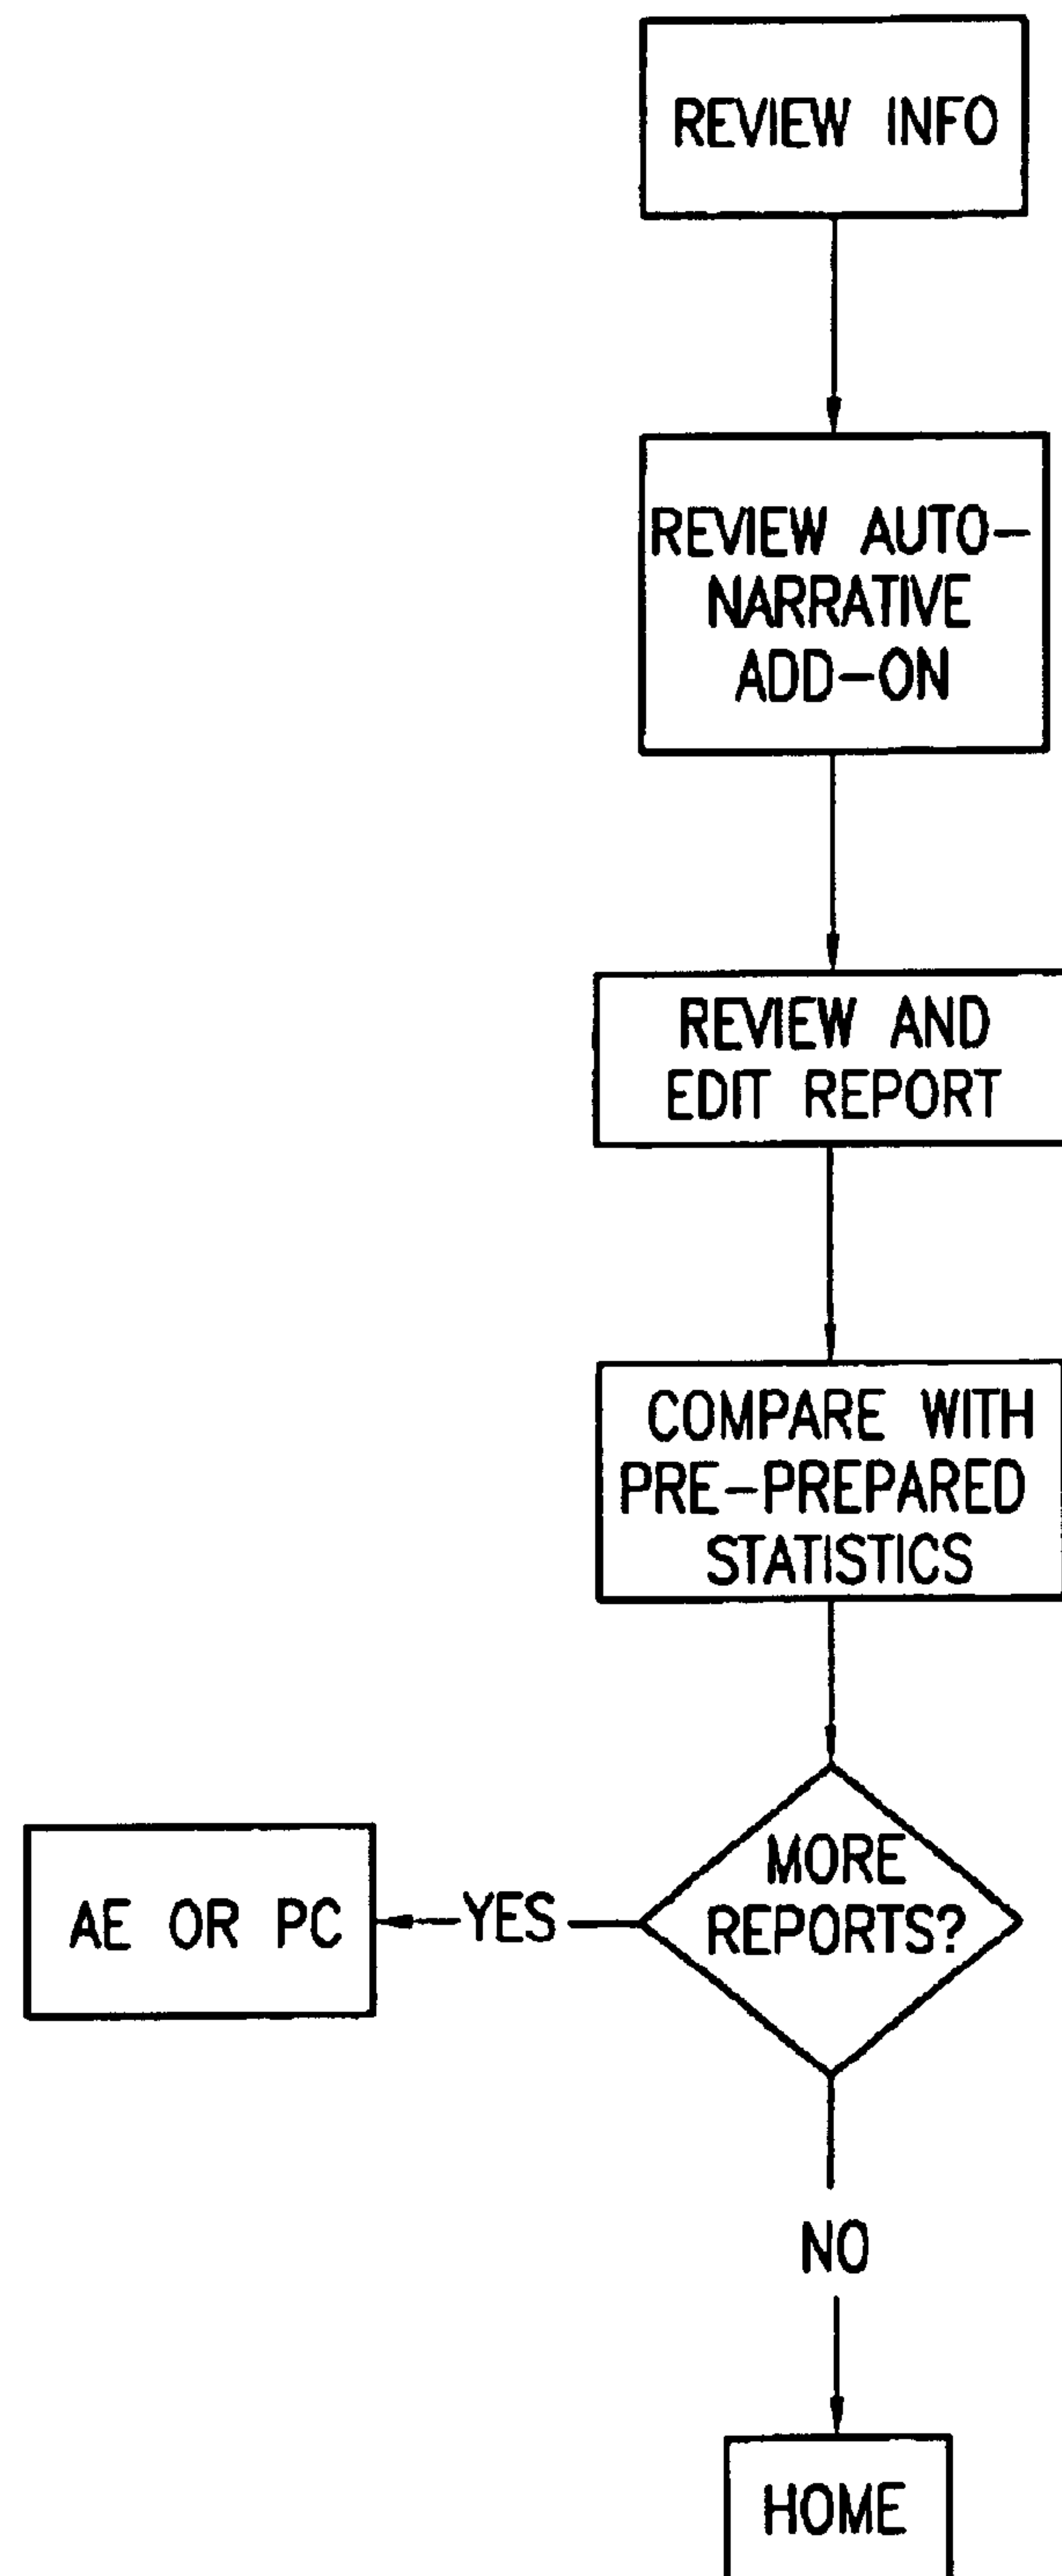 REVIEW INFO
REVIEW AUTO-
NARRATIVE
ADD-ON
REVIEW AND
EDIT REPORT
COMPARE WITH
PRE-PREPARED
STATISTICS
MORE
REPORTS?
YES
AE OR PC
NO
HOME